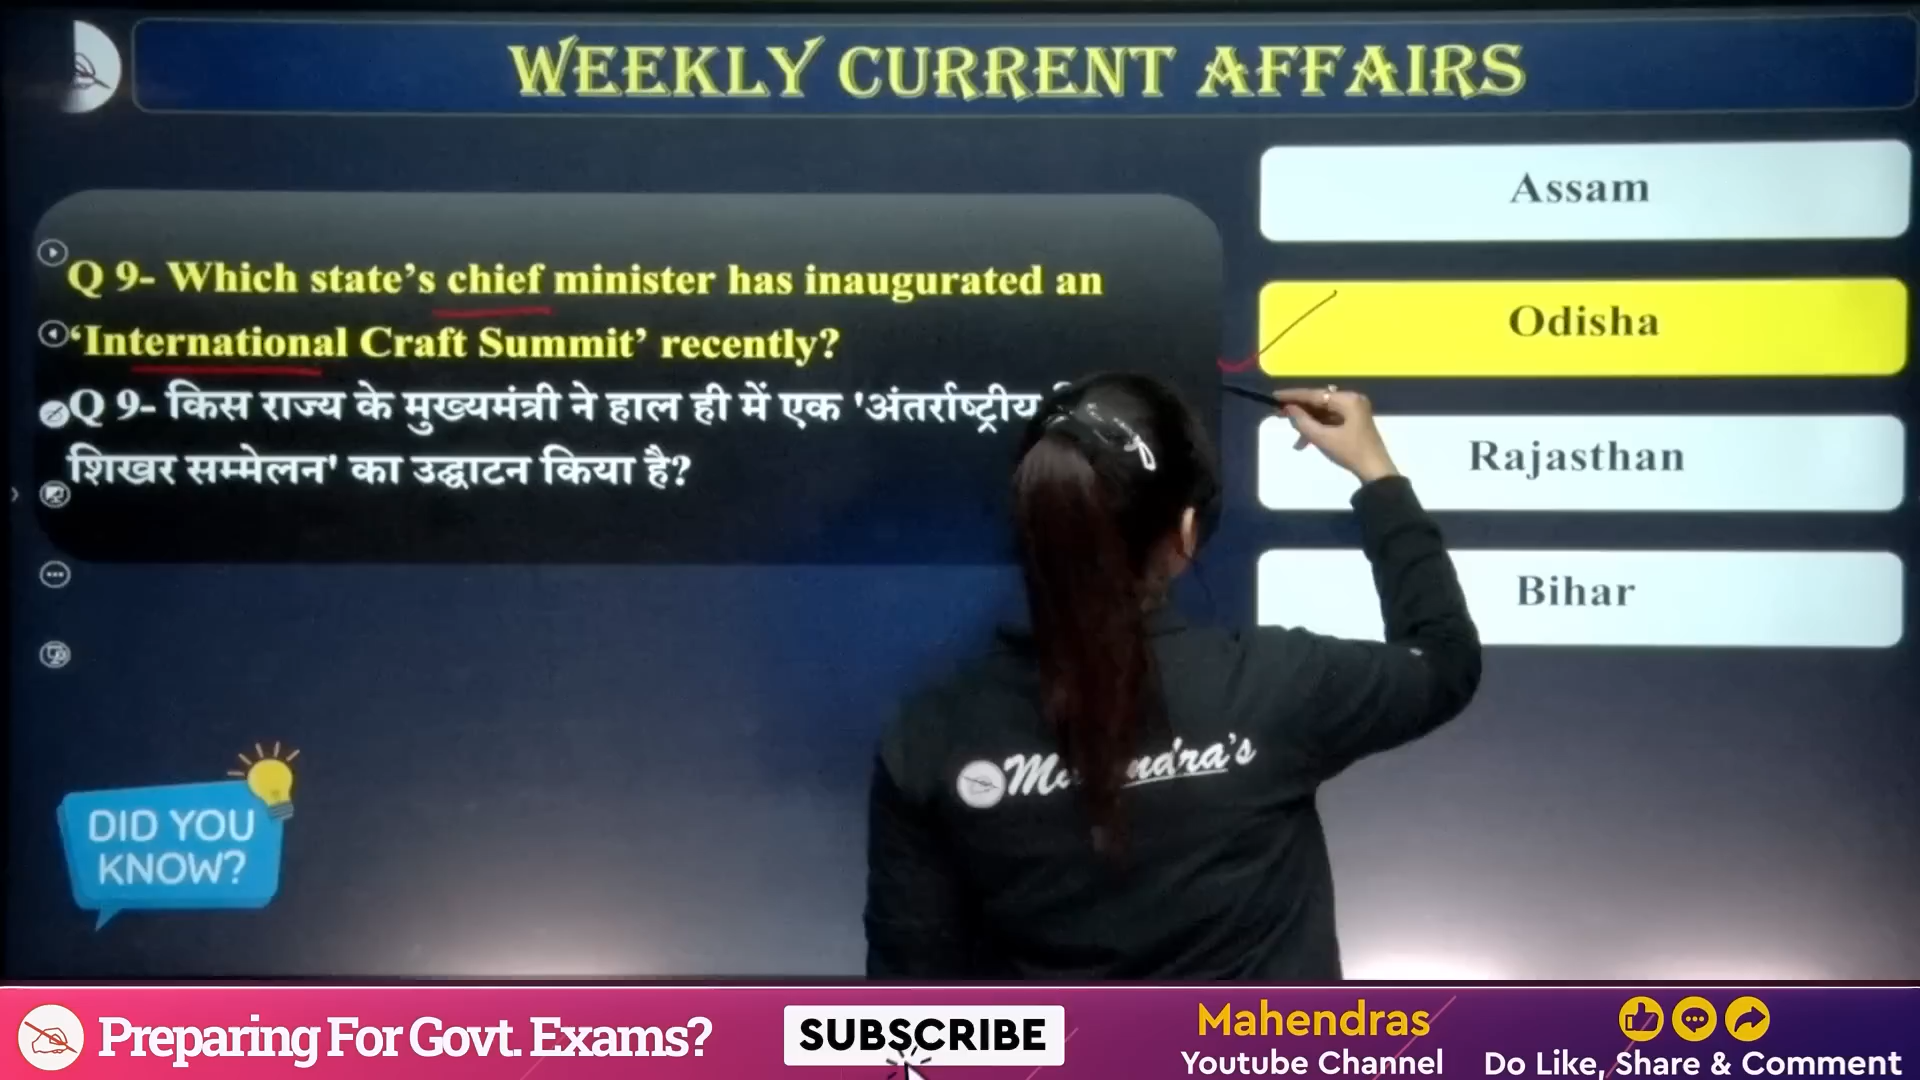 WEEKLY CURRENT AFFAIRS
Q 9- Which state’s chief minister has inaugurated an
‘International Craft Summit’ recently?
Q 9- किस राज्य के मुख्यमंत्री ने हाल ही में एक 'अंतर्राष्ट्रीय
शिखर सम्मेलन' का उद्घाटन किया है?
Assam
Odisha
Rajasthan
Bihar
DID YOU
KNOW?
Preparing For Govt. Exams?
SUBSCRIBE
Mahendras
Youtube Channel
Do Like, Share & Comment